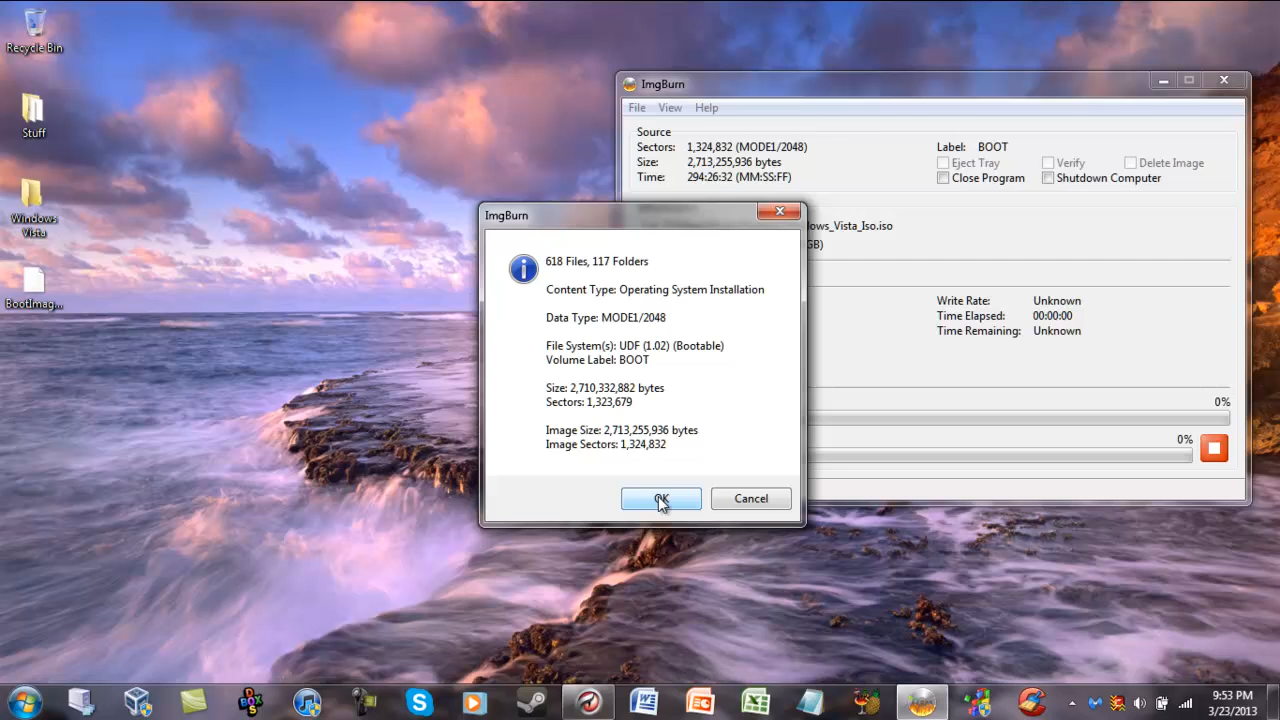 Recycle Bin
Stuff
Windows
Vista
BootImag...
ImgBurn
File View Help
Source
Sectors: 1,324,832 (MODE1/2048)
Size: 2,713,255,936 bytes
Time: 294:26:32 (MM:SS:FF)
Label: BOOT
Eject Tray Verify Delete Image
Close Program Shutdown Computer
ows_Vista_Iso.iso
GB)
Write Rate: Unknown
Time Elapsed: 00:00:00
Time Remaining: Unknown
0%
0%
ImgBurn
618 Files, 117 Folders
Content Type: Operating System Installation
Data Type: MODE1/2048
File System(s): UDF (1.02) (Bootable)
Volume Label: BOOT
Size: 2,710,332,882 bytes
Sectors: 1,323,679
Image Size: 2,713,255,936 bytes
Image Sectors: 1,324,832
OK Cancel
9:53 PM
3/23/2013